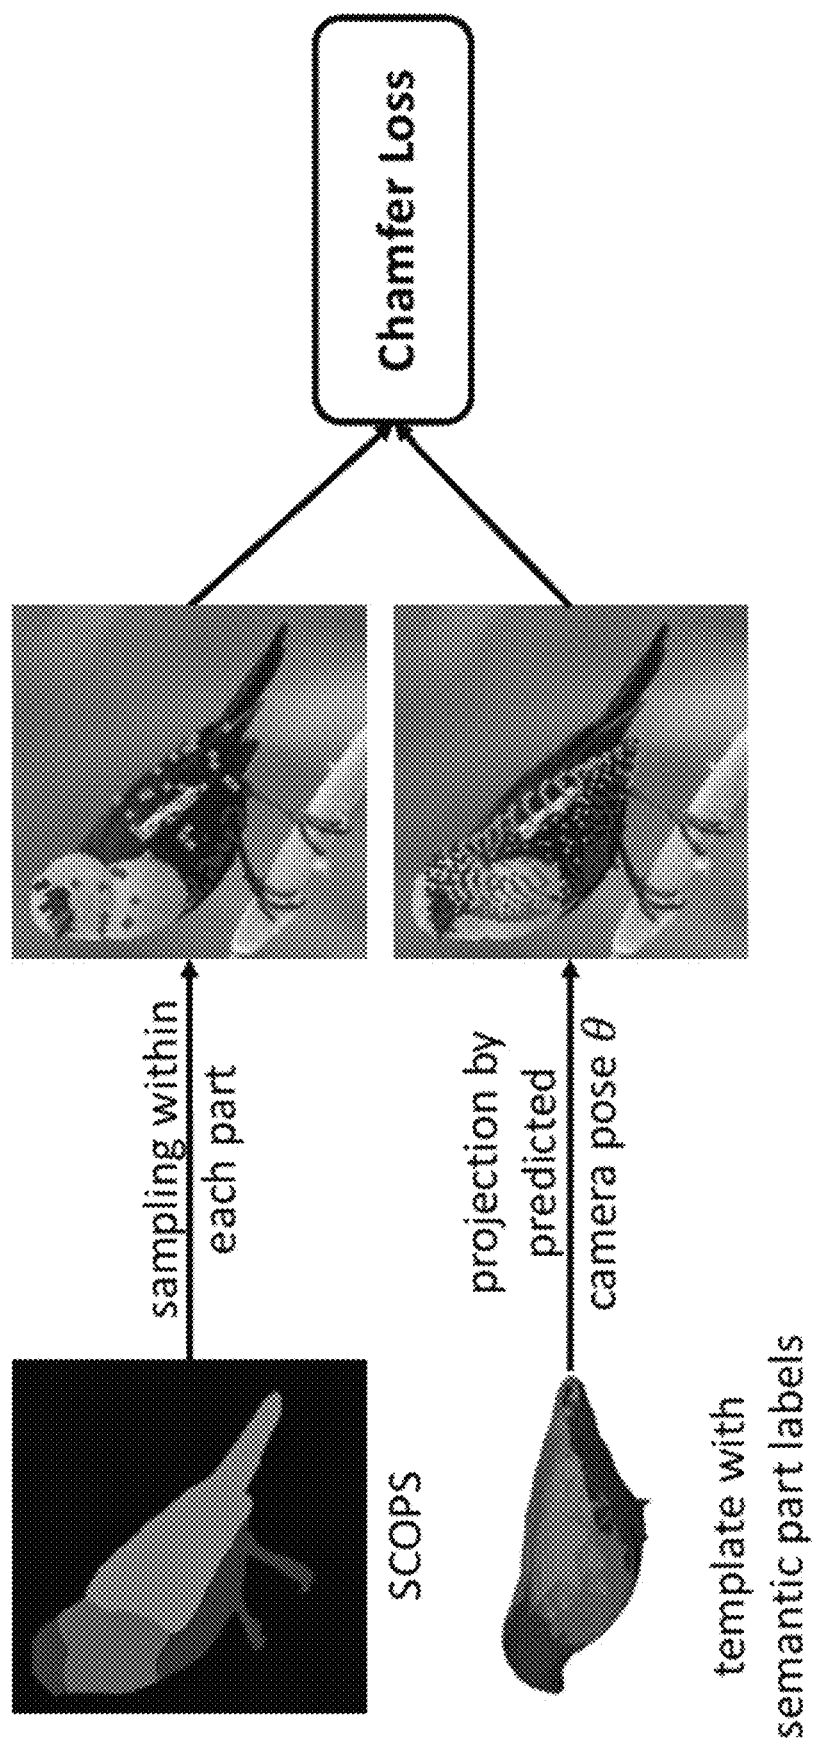 SCOPS
sampling within
each part
template with
semantic part labels
projection by
predicted
camera pose θ
Chamfer Loss